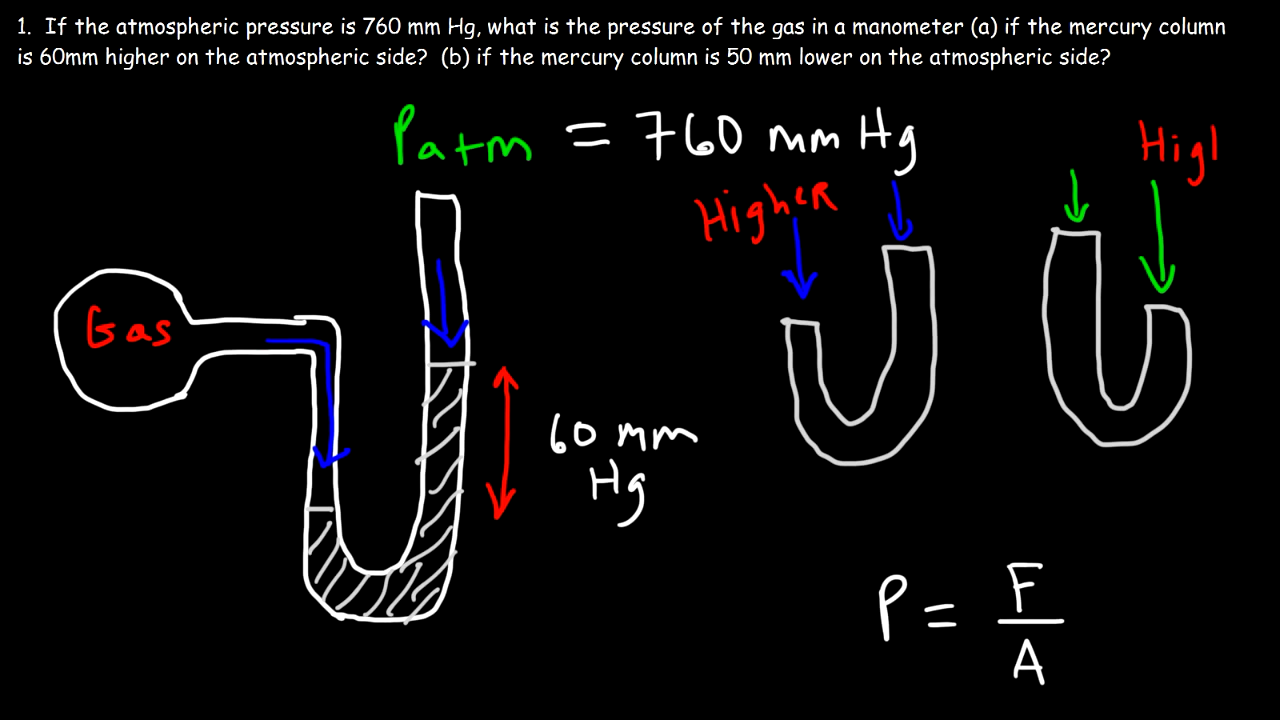 1. If the atmospheric pressure is 760 mm Hg, what is the pressure of the gas in a manometer (a) if the mercury column
is 60mm higher on the atmospheric side? (b) if the mercury column is 50 mm lower on the atmospheric side?
Patm = 760 mm Hg
Higher
Higl
Gas
60 mm
Hg
P = F
A